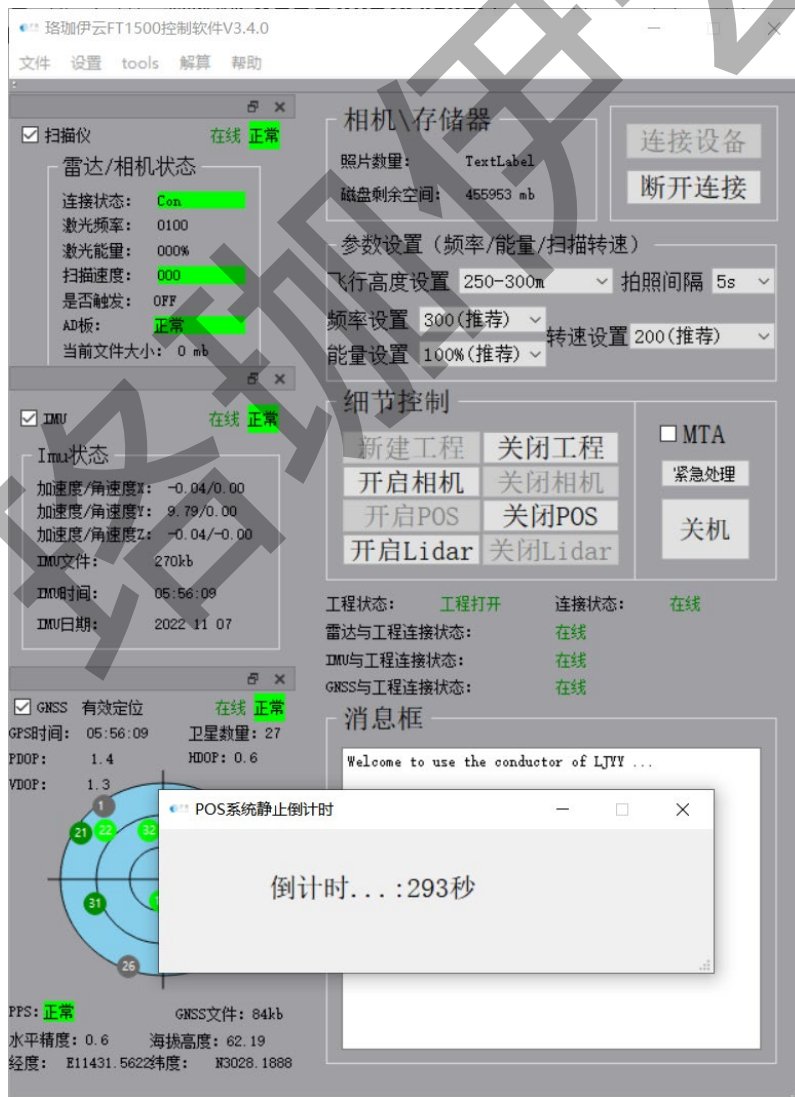 珞珈伊云FT1500控制软件V3.4.0
文件 设置 tools 解算 帮助
扫描仪 在线 正常
雷达/相机状态
连接状态: Con
激光频率: 0100
激光能量: 000%
扫描速度: 000
是否触发: OFF
AD板: 正常
当前文件大小: 0 mb
IMU 在线 正常
Imu状态
加速度/角速度X: -0.04/0.00
加速度/角速度Y: 9.79/0.00
加速度/角速度Z: -0.04/-0.00
IMU文件: 270kb
IMU时间: 05:56:09
IMU日期: 2022 11 07
GNSS 有效定位 在线 正常
GPS时间: 05:56:09 卫星数量: 27
PDOP: 1.4 HDOP: 0.6
VDOP: 1.3
1
21 22 32
31
26
PPS: 正常 GNSS文件: 84kb
水平精度: 0.6 海拔高度: 62.19
经度: E11431.5622纬度: N3028.1888
相机\存储器
照片数量: TextLabel
磁盘剩余空间: 455953 mb
连接设备
断开连接
参数设置（频率/能量/扫描转速）
飞行高度设置 250-300m 拍照间隔 5s
频率设置 300(推荐)
转速设置 200(推荐)
能量设置 100%(推荐)
细节控制
新建工程 关闭工程
开启相机 关闭相机
开启POS 关闭POS
开启Lidar 关闭Lidar
MTA
紧急处理
关机
工程状态: 工程打开 连接状态: 在线
雷达与工程连接状态: 在线
IMU与工程连接状态: 在线
GNSS与工程连接状态: 在线
消息框
Welcome to use the conductor of LJYY ...
POS系统静止倒计时
倒计时...:293秒
珞珈伊